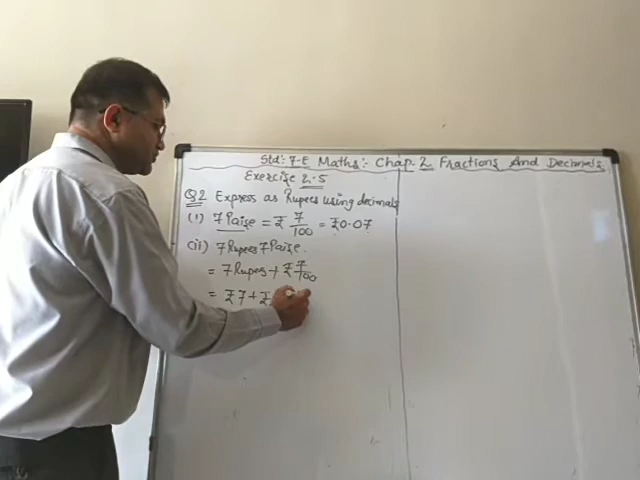 Std:- 7-E Maths:- Chap. 2 Fractions And Decimals
Exercise 2.5
Q2 Express as Rupees using decimals
(i) 7 Paise = ₹ 7/100 = ₹0.07
(ii) 7 Rupees 7 Paise.
= 7 Rupes + ₹ 7/100
= ₹7 + ₹